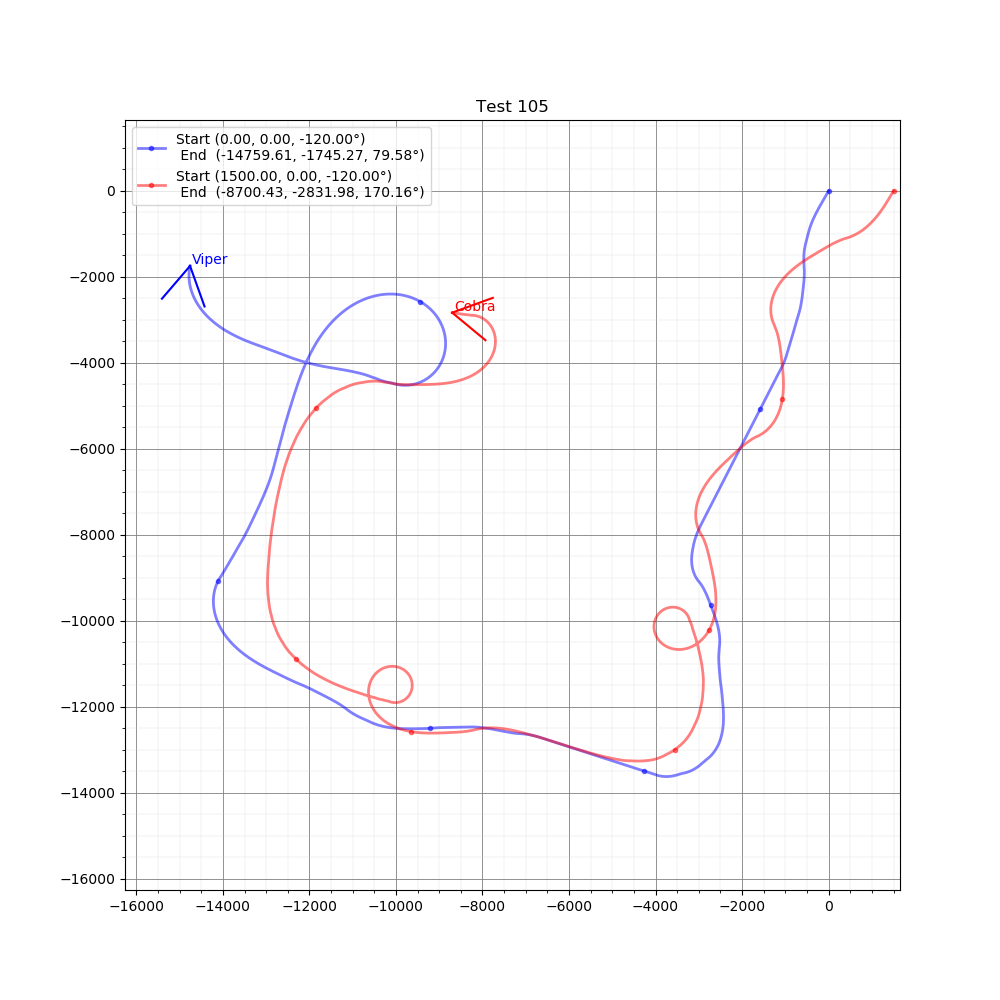 Test 105
Start (0.00, 0.00, -120.00°)
End (-14759.61, -1745.27, 79.58°)
Start (1500.00, 0.00, -120.00°)
End (-8700.43, -2831.98, 170.16°)
0
Viper
−2000
Cobra
−4000
−6000
−8000
−10000
−12000
−14000
−16000
−16000 −14000 −12000 −10000 −8000 −6000 −4000 −2000 0